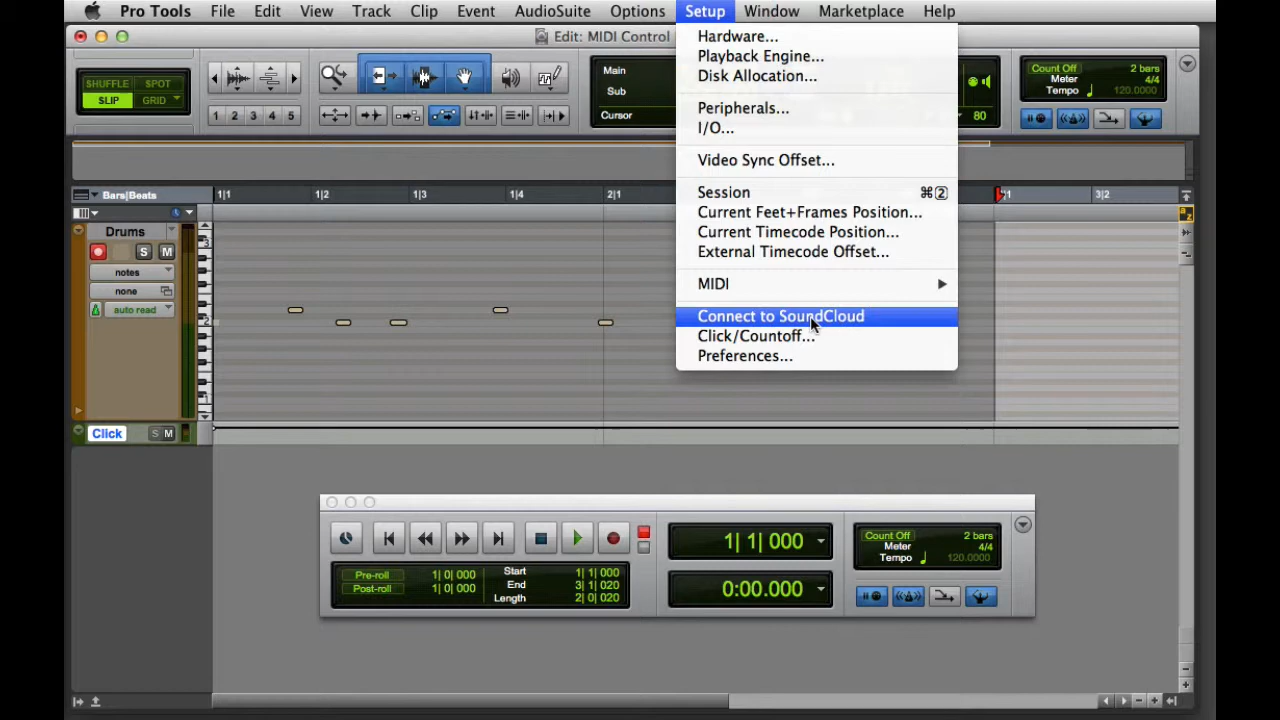 Pro Tools File Edit View Track Clip Event AudioSuite Options Setup Window Marketplace Help
Edit: MIDI Control
SHUFFLE SPOT
SLIP GRID
1 2 3 4 5
Main
Sub
Cursor
80
Count Off 2 bars
Meter 4/4
Tempo 120.0000
Hardware...
Playback Engine...
Disk Allocation...
Peripherals...
I/O...
Video Sync Offset...
Session ⌘2
Current Feet+Frames Position...
Current Timecode Position...
External Timecode Offset...
MIDI
Connect to SoundCloud
Click/Countoff...
Preferences...
Bars|Beats 1|1 1|2 1|3 1|4 2|1 3|2
Drums
S M
notes
none
auto read
3
2
1
Click S M
1| 1| 000
0:00.000
Pre-roll 1| 0| 000
Post-roll 1| 0| 000
Start 1| 1| 000
End 3| 1| 020
Length 2| 0| 020
Count Off 2 bars
Meter 4/4
Tempo 120.0000